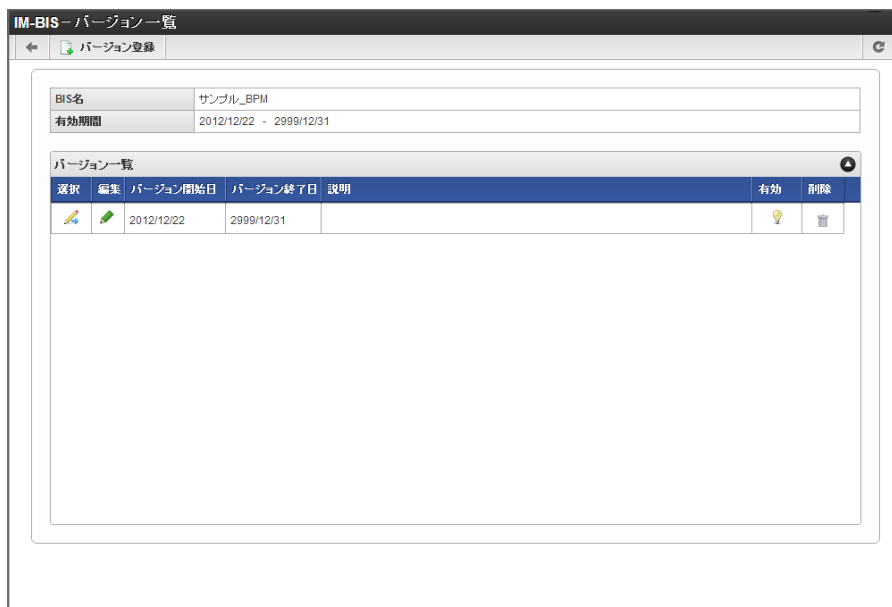 IM-BIS－バージョン一覧
バージョン登録
BIS名 サンプル_BPM
有効期間 2012/12/22 - 2999/12/31
バージョン一覧
選択 編集 バージョン開始日 バージョン終了日 説明 有効 削除
2012/12/22 2999/12/31